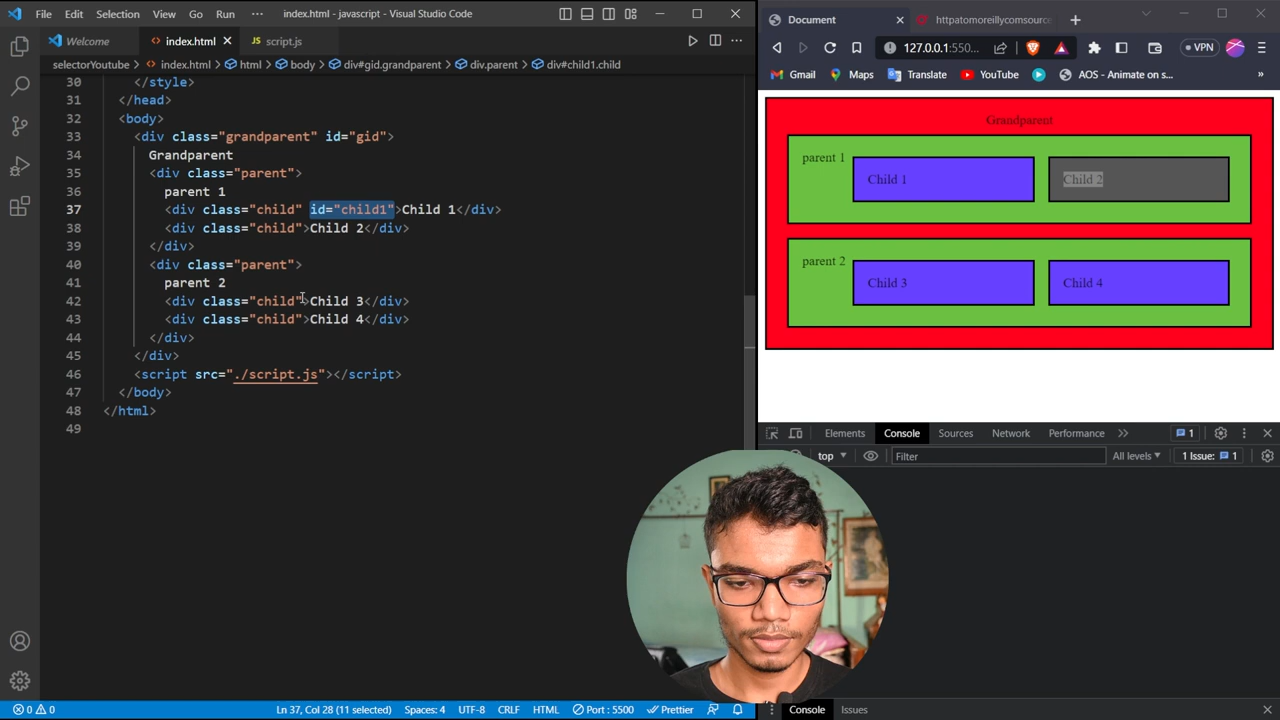 File Edit Selection View Go Run ··· index.html - javascript - Visual Studio Code
Welcome index.html script.js
selectorYoutube > index.html > html > body > div#gid.grandparent > div.parent > div#child1.child
30 </style>
31 </head>
32 <body>
33 <div class="grandparent" id="gid">
34 Grandparent
35 <div class="parent">
36 parent 1
37 <div class="child" id="child1">Child 1</div>
38 <div class="child">Child 2</div>
39 </div>
40 <div class="parent">
41 parent 2
42 <div class="child">Child 3</div>
43 <div class="child">Child 4</div>
44 </div>
45 </div>
46 <script src="./script.js"></script>
47 </body>
48 </html>
49
0 0 Ln 37, Col 28 (11 selected) Spaces: 4 UTF-8 CRLF HTML Port : 5500 Prettier
Document httpatomoreillycomsource
127.0.0.1:550... VPN
Gmail Maps Translate YouTube AOS - Animate on s... »
Grandparent
parent 1 Child 1 Child 2
parent 2 Child 3 Child 4
Elements Console Sources Network Performance » 1
top Filter All levels 1 Issue: 1
Console Issues